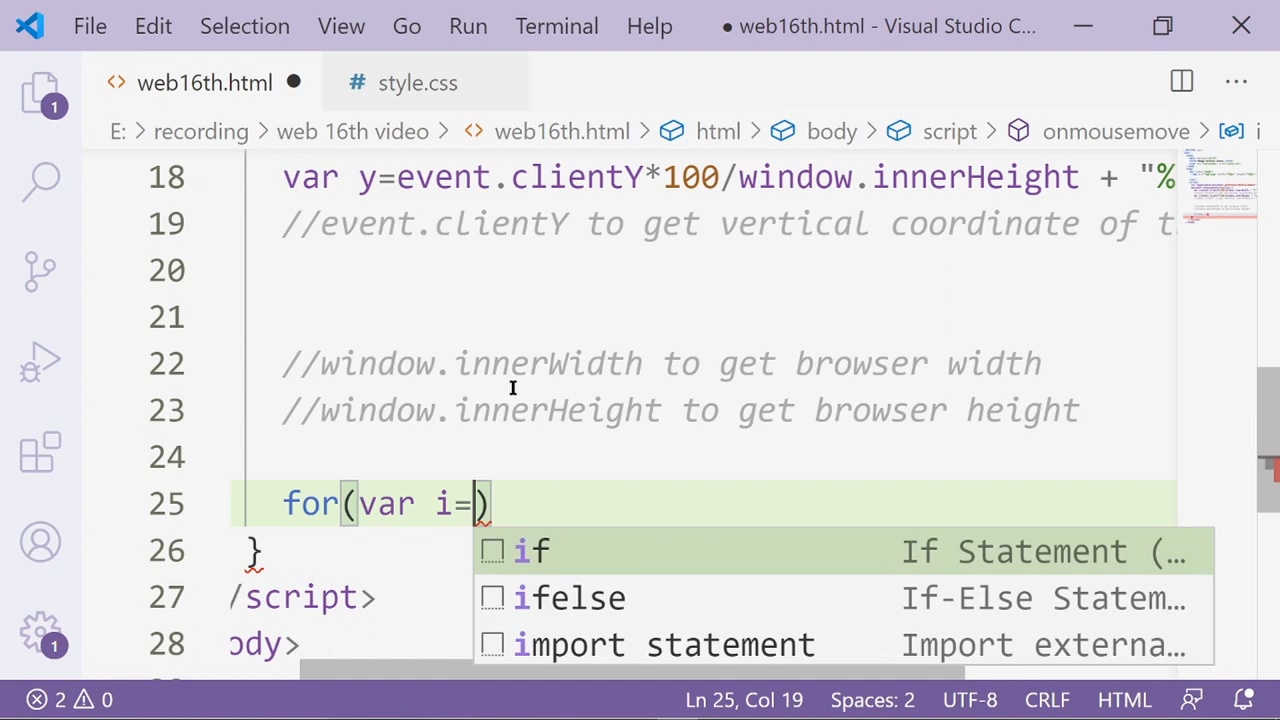 File Edit Selection View Go Run Terminal Help ● web16th.html - Visual Studio C...
web16th.html ● # style.css
E: > recording > web 16th video > web16th.html > html > body > script > onmousemove > i
18 var y=event.clientY*100/window.innerHeight + "%
19 //event.clientY to get vertical coordinate of t
20
21
22 //window.innerWidth to get browser width
23 //window.innerHeight to get browser height
24
25 for(var i=)
26 }
27 /script>
28 ody>
if If Statement (...
ifelse If-Else Statem...
import statement Import externa...
1
1
2 0 Ln 25, Col 19 Spaces: 2 UTF-8 CRLF HTML